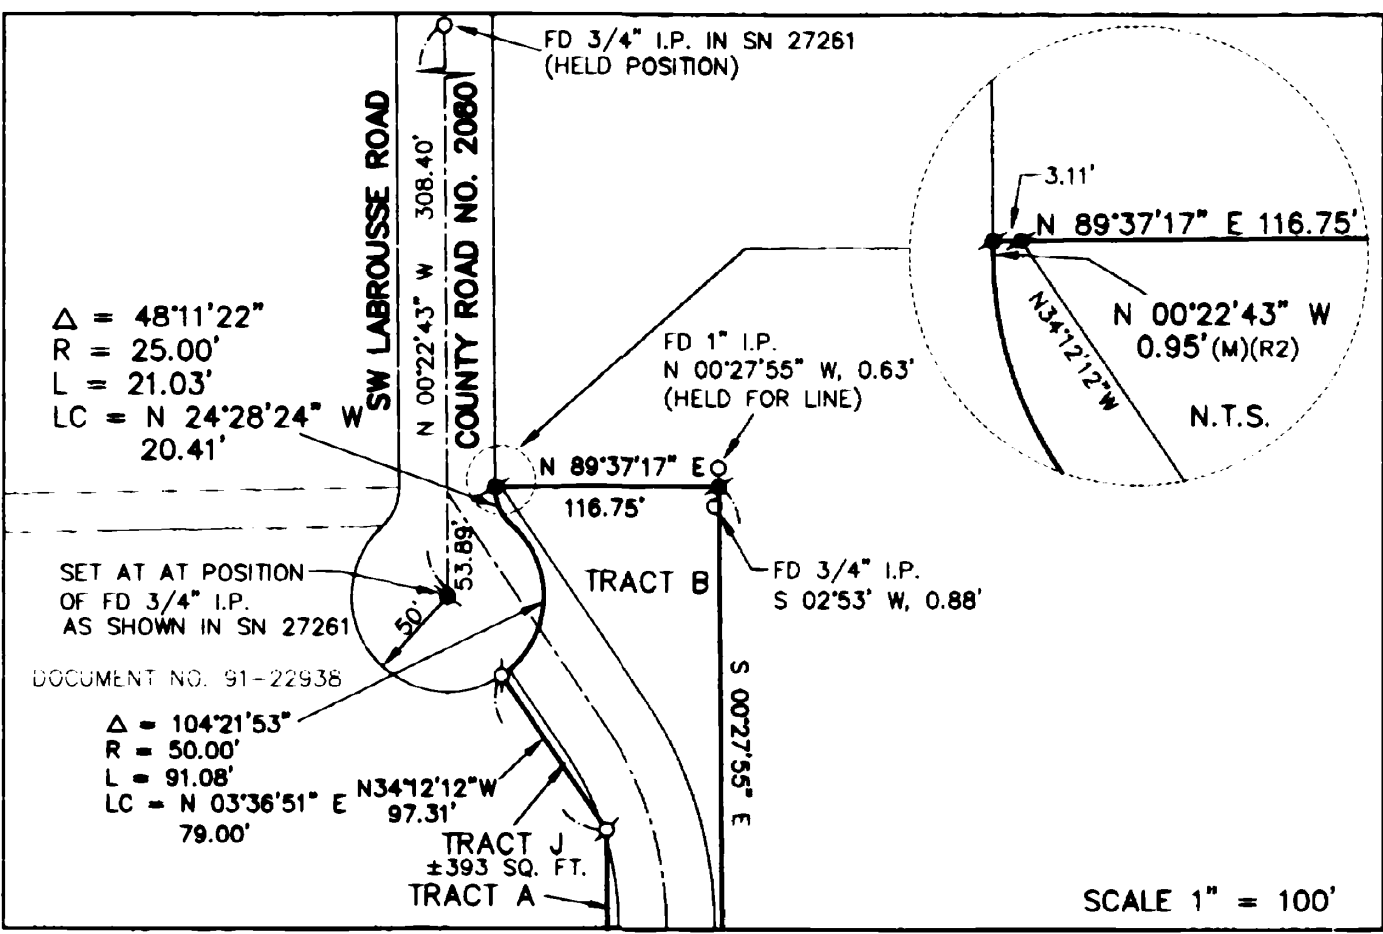 FD 3/4" I.P. IN SN 27261
(HELD POSITION)
SW LABROUSSE ROAD
N 00°22'43" W 308.40'
COUNTY ROAD NO. 2080
3.11'
N 89°37'17" E 116.75'
N 00°22'43" W
0.95' (M)(R2)
N34°12'12"W
N.T.S.
Δ = 48°11'22"
R = 25.00'
L = 21.03'
LC = N 24°28'24" W
20.41'
FD 1" I.P.
N 00°27'55" W, 0.63'
(HELD FOR LINE)
N 89°37'17" E
116.75'
53.89'
TRACT B
FD 3/4" I.P.
S 02°53' W, 0.88'
SET AT AT POSITION
OF FD 3/4" I.P.
AS SHOWN IN SN 27261
50'
DOCUMENT NO. 91-22938
S 00°27'55" E
Δ = 104°21'53"
R = 50.00'
L = 91.08'
LC = N 03°36'51" E
79.00'
N34°12'12"W
97.31'
TRACT J
±393 SQ. FT.
TRACT A
SCALE 1" = 100'